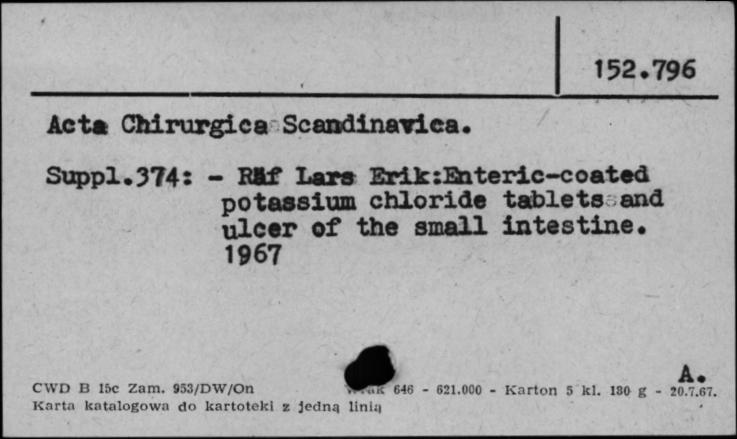 152.796
Acta Chirurgica Scandinavica.
Suppl.374: - Räf Lars Erik:Enteric-coated
potassium chloride tablets and
ulcer of the small intestine.
1967
A.
CWD B 15c Zam. 953/DW/On 646 - 621.000 - Karton 5 kl. 180 g - 20.7.67.
Karta katalogowa do kartoteki z jedną linią